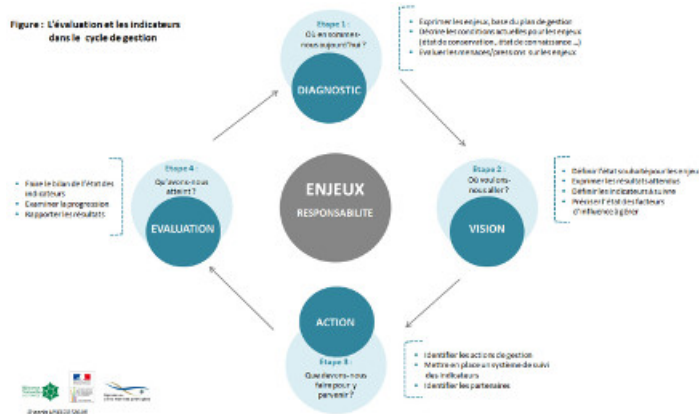 Figure : L'évaluation et les indicateurs
dans le cycle de gestion
Etape 1 :
Où en sommes-
nous aujourd'hui ?
DIAGNOSTIC
Exprimer les enjeux, base du plan de gestion
Décrire les conditions actuelles pour les enjeux
(état de conservation, état de connaissance ...)
Evaluer les menaces/pressions sur les enjeux
Etape 4 :
Qu'avons-nous
atteint ?
EVALUATION
Faire le bilan de l'état des
indicateurs
Examiner la progression
Rapporter les résultats
ENJEUX
RESPONSABILITE
Etape 2 :
Où voulons-
nous aller ?
VISION
Définir l'état souhaité pour les enjeux
Exprimer les résultats attendus
Définir les indicateurs à suivre
Préciser l'état des facteurs
d'influence à gérer
ACTION
Etape 3 :
Que devons-nous
faire pour y
parvenir ?
Identifier les actions de gestion
Mettre en place un système de suivi
des indicateurs
Identifier les partenaires